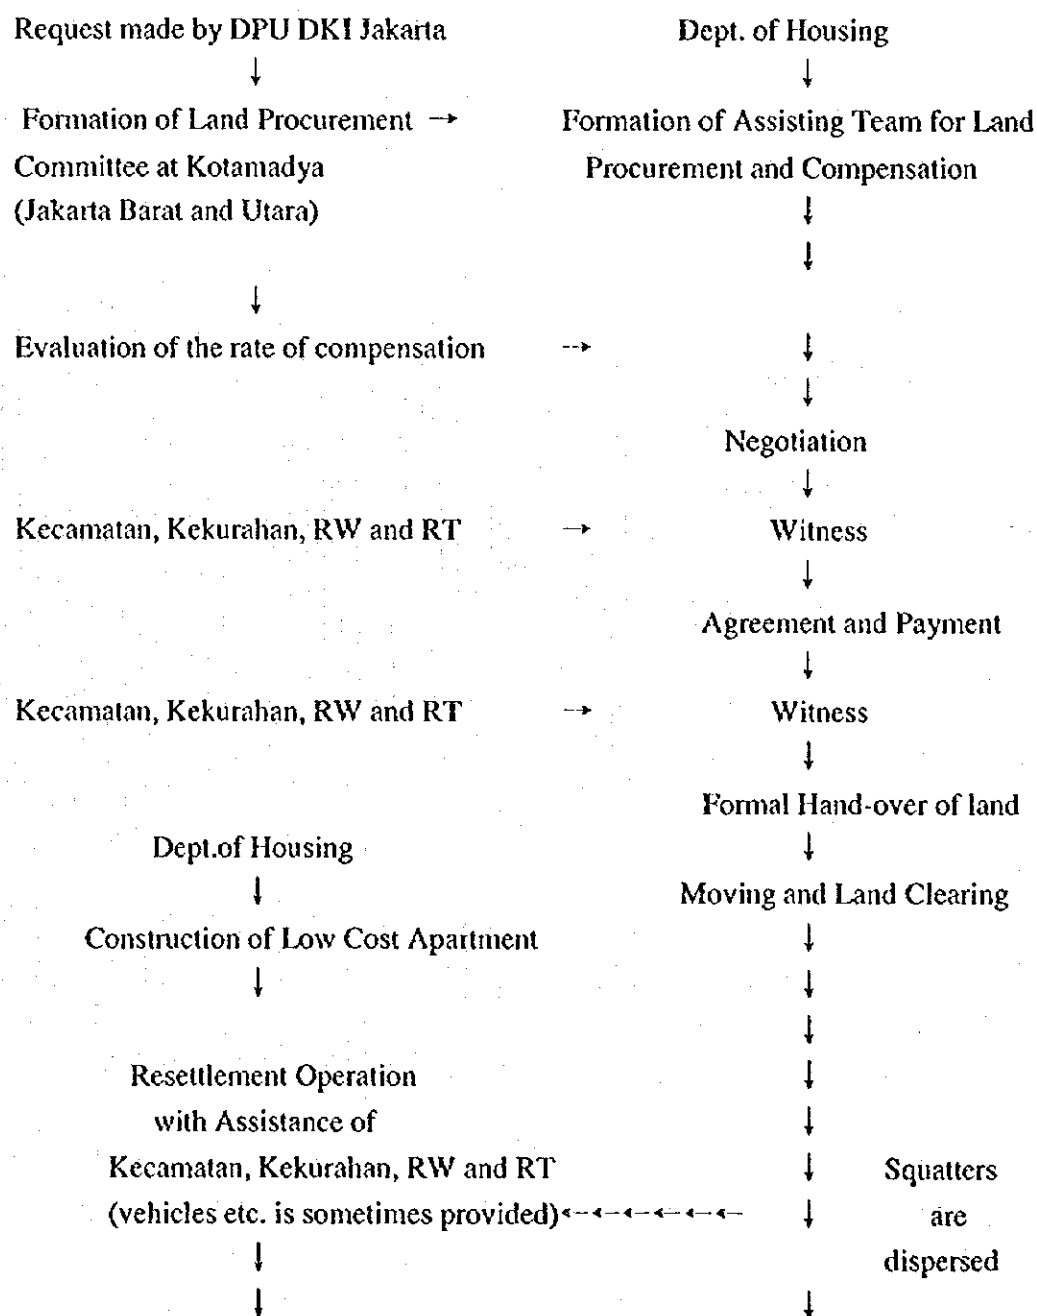 Request made by DPU DKI Jakarta
Dept. of Housing
Formation of Land Procurement →
Committee at Kotamadya
(Jakarta Barat and Utara)
Formation of Assisting Team for Land
Procurement and Compensation
Evaluation of the rate of compensation
Negotiation
Kecamatan, Kekurahan, RW and RT
Witness
Agreement and Payment
Kecamatan, Kekurahan, RW and RT
Witness
Formal Hand-over of land
Dept.of Housing
Moving and Land Clearing
Construction of Low Cost Apartment
Resettlement Operation
with Assistance of
Kecamatan, Kekurahan, RW and RT
(vehicles etc. is sometimes provided)
Squatters
are
dispersed